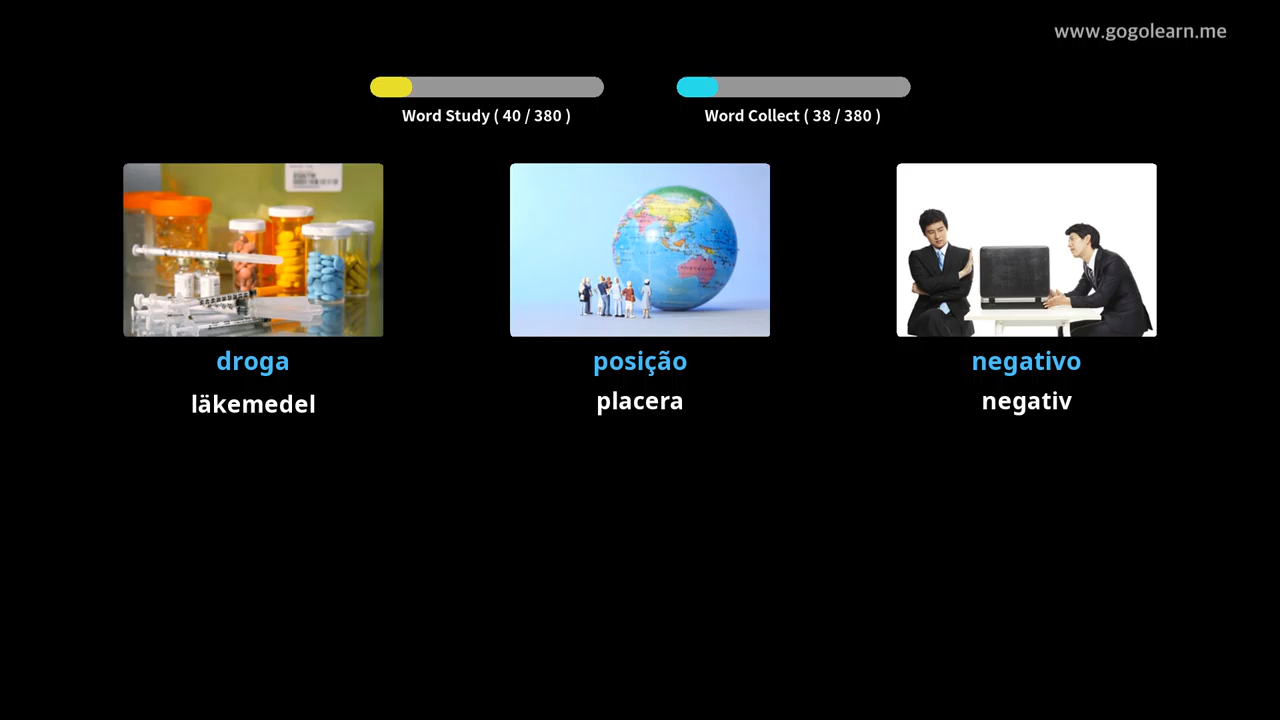 www.gogolearn.me
Word Study ( 40 / 380 )
Word Collect ( 38 / 380 )
droga
posição
negativo
läkemedel
placera
negativ